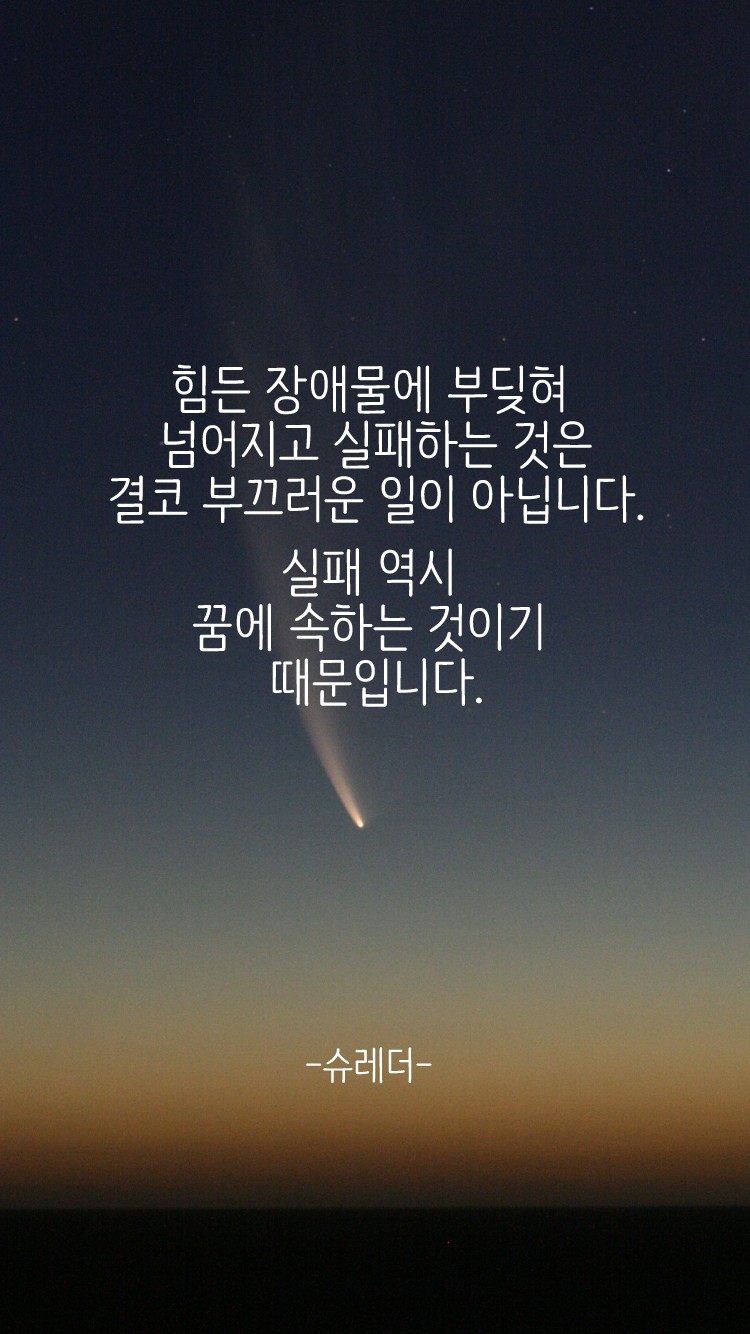 힘든 장애물에 부딪혀
넘어지고 실패하는 것은
결코 부끄러운 일이 아닙니다.
실패 역시
꿈에 속하는 것이기
때문입니다.
-슈레더-